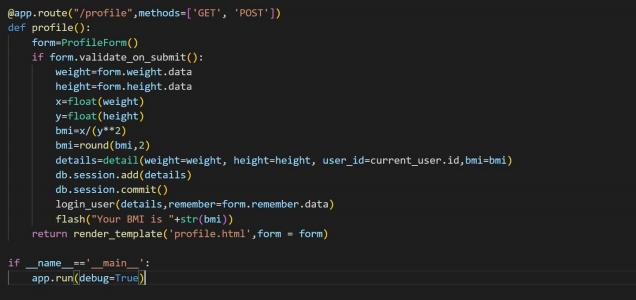 @app.route("/profile",methods=['GET', 'POST'])
def profile():
    form=ProfileForm()
    if form.validate_on_submit():
        weight=form.weight.data
        height=form.height.data
        x=float(weight)
        y=float(height)
        bmi=x/(y**2)
        bmi=round(bmi,2)
        details=detail(weight=weight, height=height, user_id=current_user.id,bmi=bmi)
        db.session.add(details)
        db.session.commit()
        login_user(details,remember=form.remember.data)
        flash("Your BMI is "+str(bmi))
    return render_template('profile.html',form = form)
if __name__=='__main__':
    app.run(debug=True)